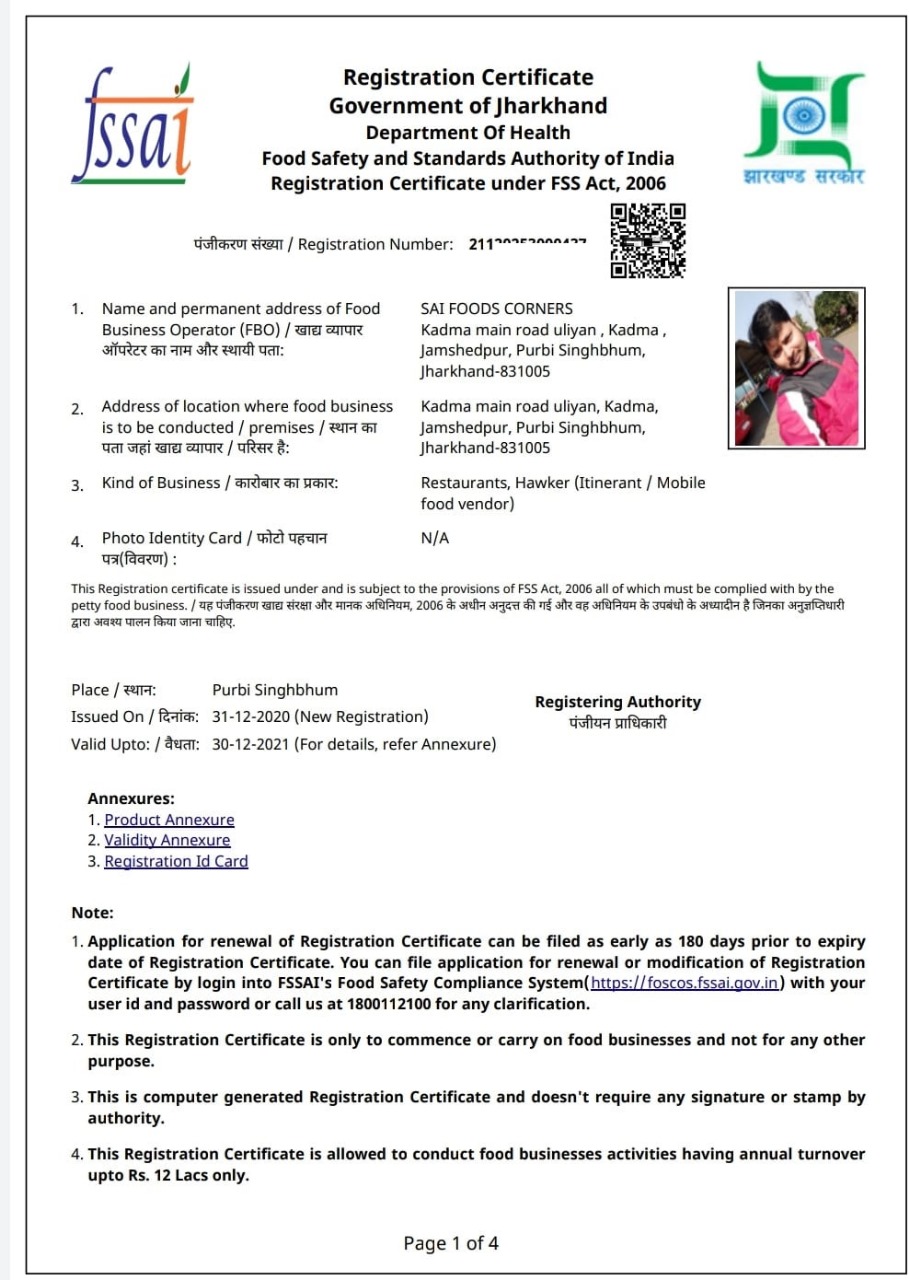 fssai
Registration Certificate
Government of Jharkhand
Department Of Health
Food Safety and Standards Authority of India
Registration Certificate under FSS Act, 2006
झारखण्ड सरकार
पंजीकरण संख्या / Registration Number:
1. Name and permanent address of Food
Business Operator (FBO) / खाद्य व्यापार
ऑपरेटर का नाम और स्थायी पता:
SAI FOODS CORNERS
Kadma main road uliyan , Kadma ,
Jamshedpur, Purbi Singhbhum,
Jharkhand-831005
2. Address of location where food business
is to be conducted / premises / स्थान का
पता जहां खाद्य व्यापार / परिसर है:
Kadma main road uliyan, Kadma,
Jamshedpur, Purbi Singhbhum,
Jharkhand-831005
3. Kind of Business / कारोबार का प्रकार:
Restaurants, Hawker (Itinerant / Mobile
food vendor)
4. Photo Identity Card / फोटो पहचान
पत्र(विवरण) :
N/A
This Registration certificate is issued under and is subject to the provisions of FSS Act, 2006 all of which must be complied with by the
petty food business. / यह पंजीकरण खाद्य संरक्षा और मानक अधिनियम, 2006 के अधीन अनुदत्त की गई और वह अधिनियम के उपबंधो के अध्यादीन है जिनका अनुज्ञप्तिधारी
द्वारा अवश्य पालन किया जाना चाहिए.
Place / स्थान: Purbi Singhbhum
Issued On / दिनांक: 31-12-2020 (New Registration)
Valid Upto: / वैधता: 30-12-2021 (For details, refer Annexure)
Registering Authority
पंजीयन प्राधिकारी
Annexures:
1. Product Annexure
2. Validity Annexure
3. Registration Id Card
Note:
1. Application for renewal of Registration Certificate can be filed as early as 180 days prior to expiry
date of Registration Certificate. You can file application for renewal or modification of Registration
Certificate by login into FSSAI's Food Safety Compliance System(https://foscos.fssai.gov.in) with your
user id and password or call us at 1800112100 for any clarification.
2. This Registration Certificate is only to commence or carry on food businesses and not for any other
purpose.
3. This is computer generated Registration Certificate and doesn't require any signature or stamp by
authority.
4. This Registration Certificate is allowed to conduct food businesses activities having annual turnover
upto Rs. 12 Lacs only.
Page 1 of 4